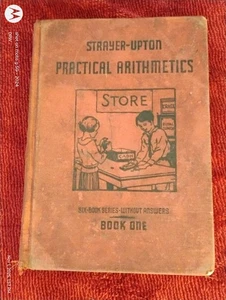 STRAYER-UPTON
PRACTICAL ARITHMETICS
STORE
SIX-BOOK SERIES-WITHOUT ANSWERS
BOOK ONE